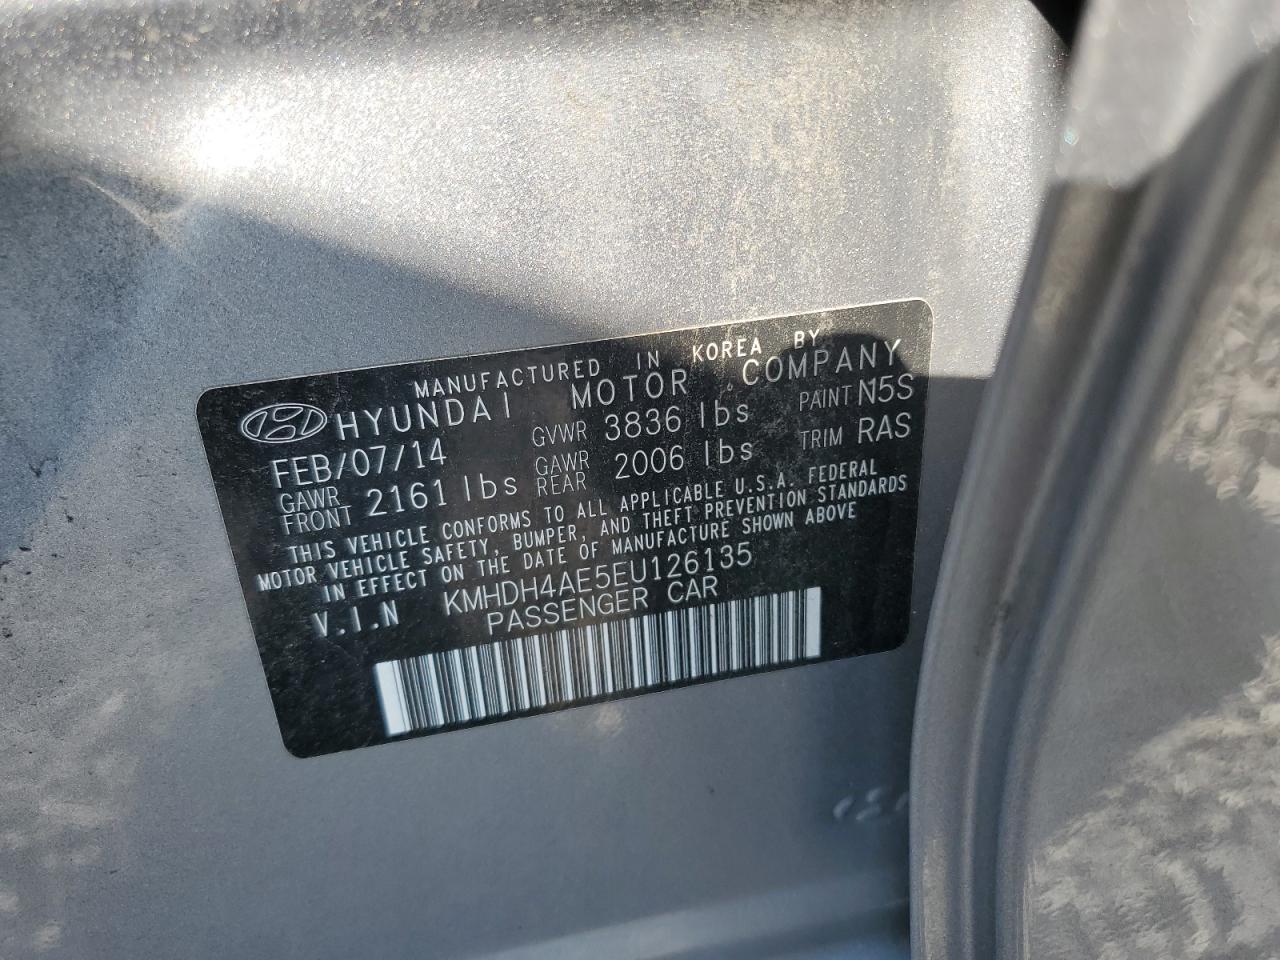 MANUFACTURED IN KOREA BY
HYUNDAI MOTOR COMPANY
FEB/07/14 GVWR 3836 lbs PAINT N5S
GAWR FRONT 2161 lbs GAWR REAR 2006 lbs TRIM RAS
THIS VEHICLE CONFORMS TO ALL APPLICABLE U.S.A. FEDERAL
MOTOR VEHICLE SAFETY, BUMPER, AND THEFT PREVENTION STANDARDS
IN EFFECT ON THE DATE OF MANUFACTURE SHOWN ABOVE
V.I.N KMHDH4AE5EU126135
PASSENGER CAR